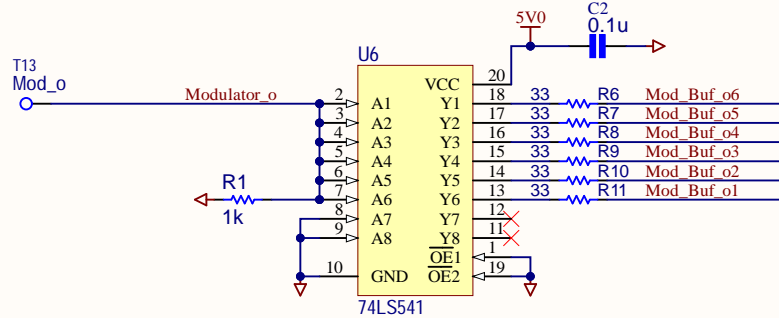 C2
5V0
0.1u
T13
Mod_o
U6
Modulator_o
VCC 20
2 A1 Y1 18 33 R6 Mod_Buf_o6
3 A2 Y2 17 33 R7 Mod_Buf_o5
4 A3 Y3 16 33 R8 Mod_Buf_o4
5 A4 Y4 15 33 R9 Mod_Buf_o3
6 A5 Y5 14 33 R10 Mod_Buf_o2
R1 7 A6 Y6 13 33 R11 Mod_Buf_o1
1k 8 A7 Y7 12
9 A8 Y8 11
OE1 1
10 GND OE2 19
74LS541